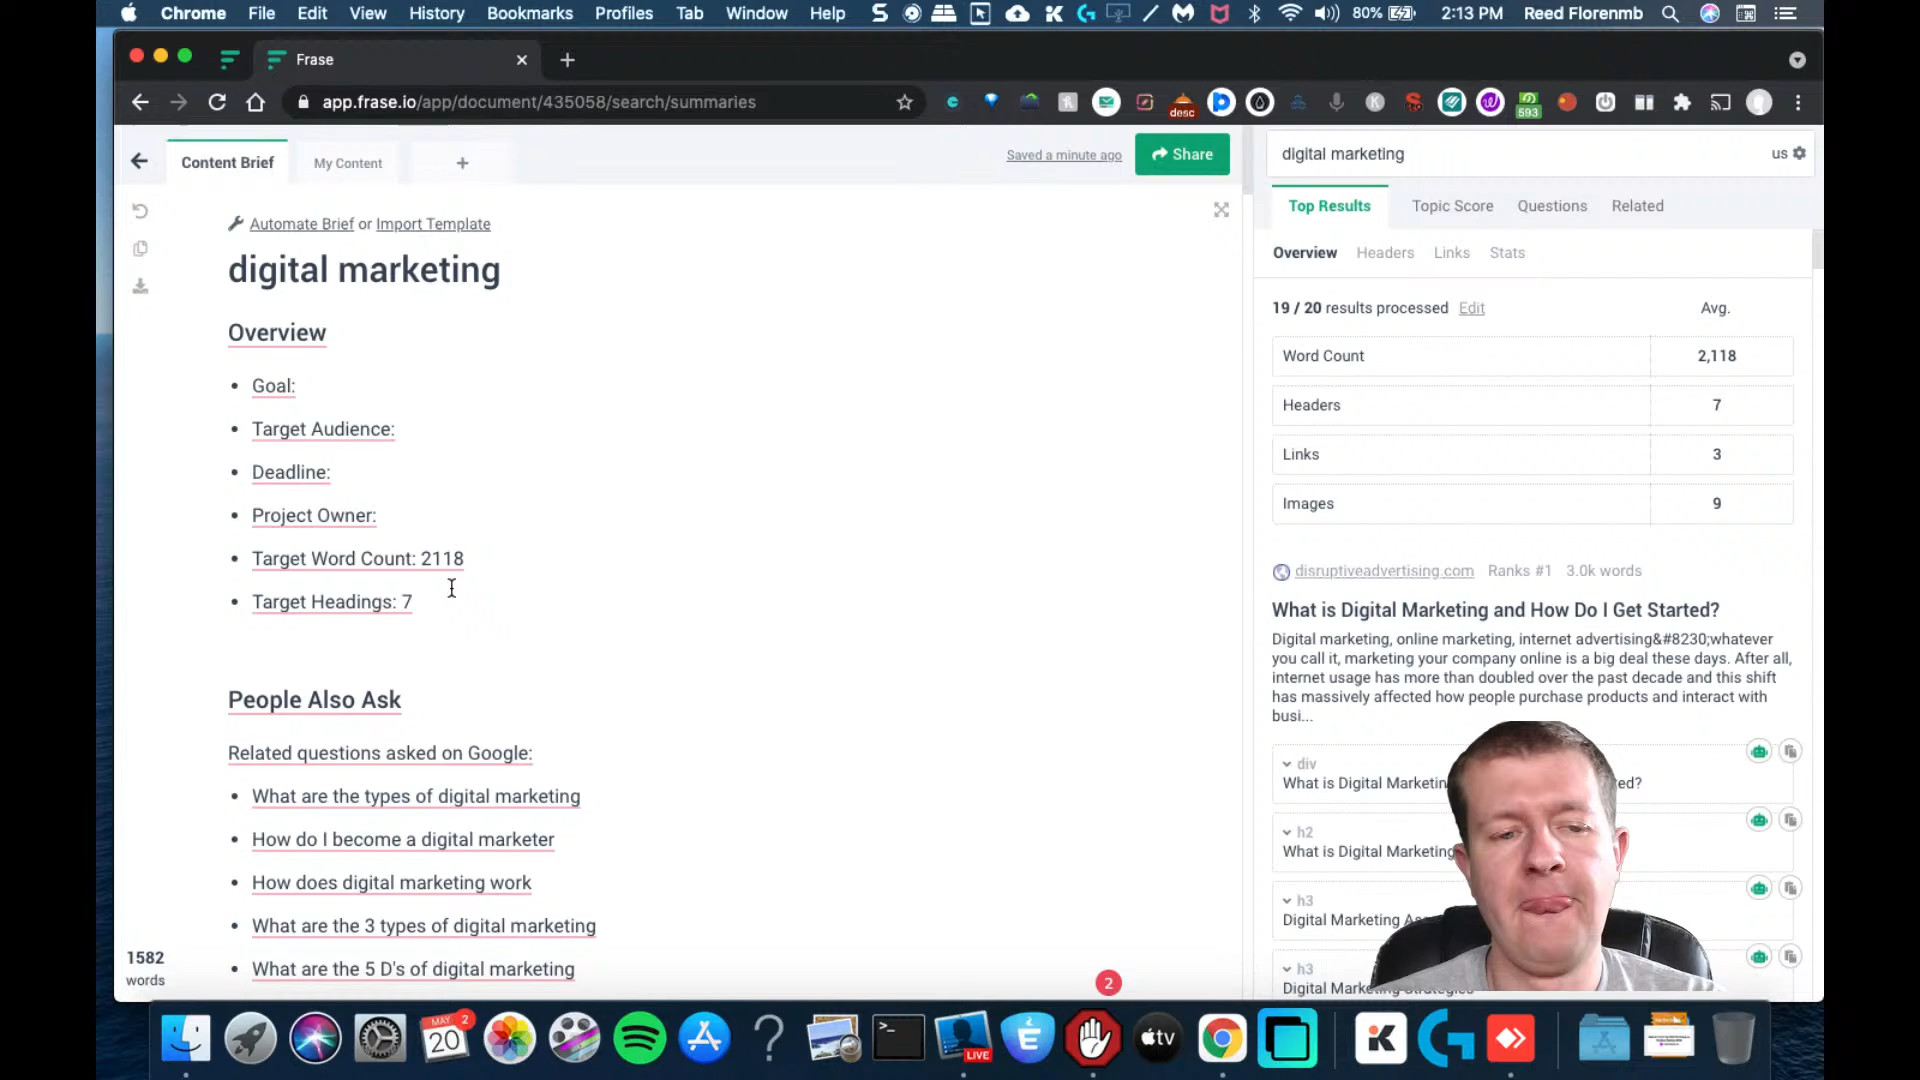 Chrome File Edit View History Bookmarks Profiles Tab Window Help 80% 2:13 PM Reed Florenmb
Frase
app.frase.io/app/document/435058/search/summaries
desc
593
Content Brief My Content Saved a minute ago Share
digital marketing us
Top Results Topic Score Questions Related
Automate Brief or Import Template
digital marketing
Overview Headers Links Stats
Overview
Goal:
Target Audience:
Deadline:
Project Owner:
Target Word Count: 2118
Target Headings: 7
People Also Ask
Related questions asked on Google:
What are the types of digital marketing
How do I become a digital marketer
How does digital marketing work
What are the 3 types of digital marketing
What are the 5 D's of digital marketing
1582
words
19 / 20 results processed Edit Avg.
Word Count 2,118
Headers 7
Links 3
Images 9
disruptiveadvertising.com Ranks #1 3.0k words
What is Digital Marketing and How Do I Get Started?
Digital marketing, online marketing, internet advertising&#8230;whatever
you call it, marketing your company online is a big deal these days. After all,
internet usage has more than doubled over the past decade and this shift
has massively affected how people purchase products and interact with
busi...
div
What is Digital ed?
h2
What is Digital Marketing
h3
Digital Marketing
h3
Digital Marketing Strategies
2
MAY
2
20
LIVE
tv